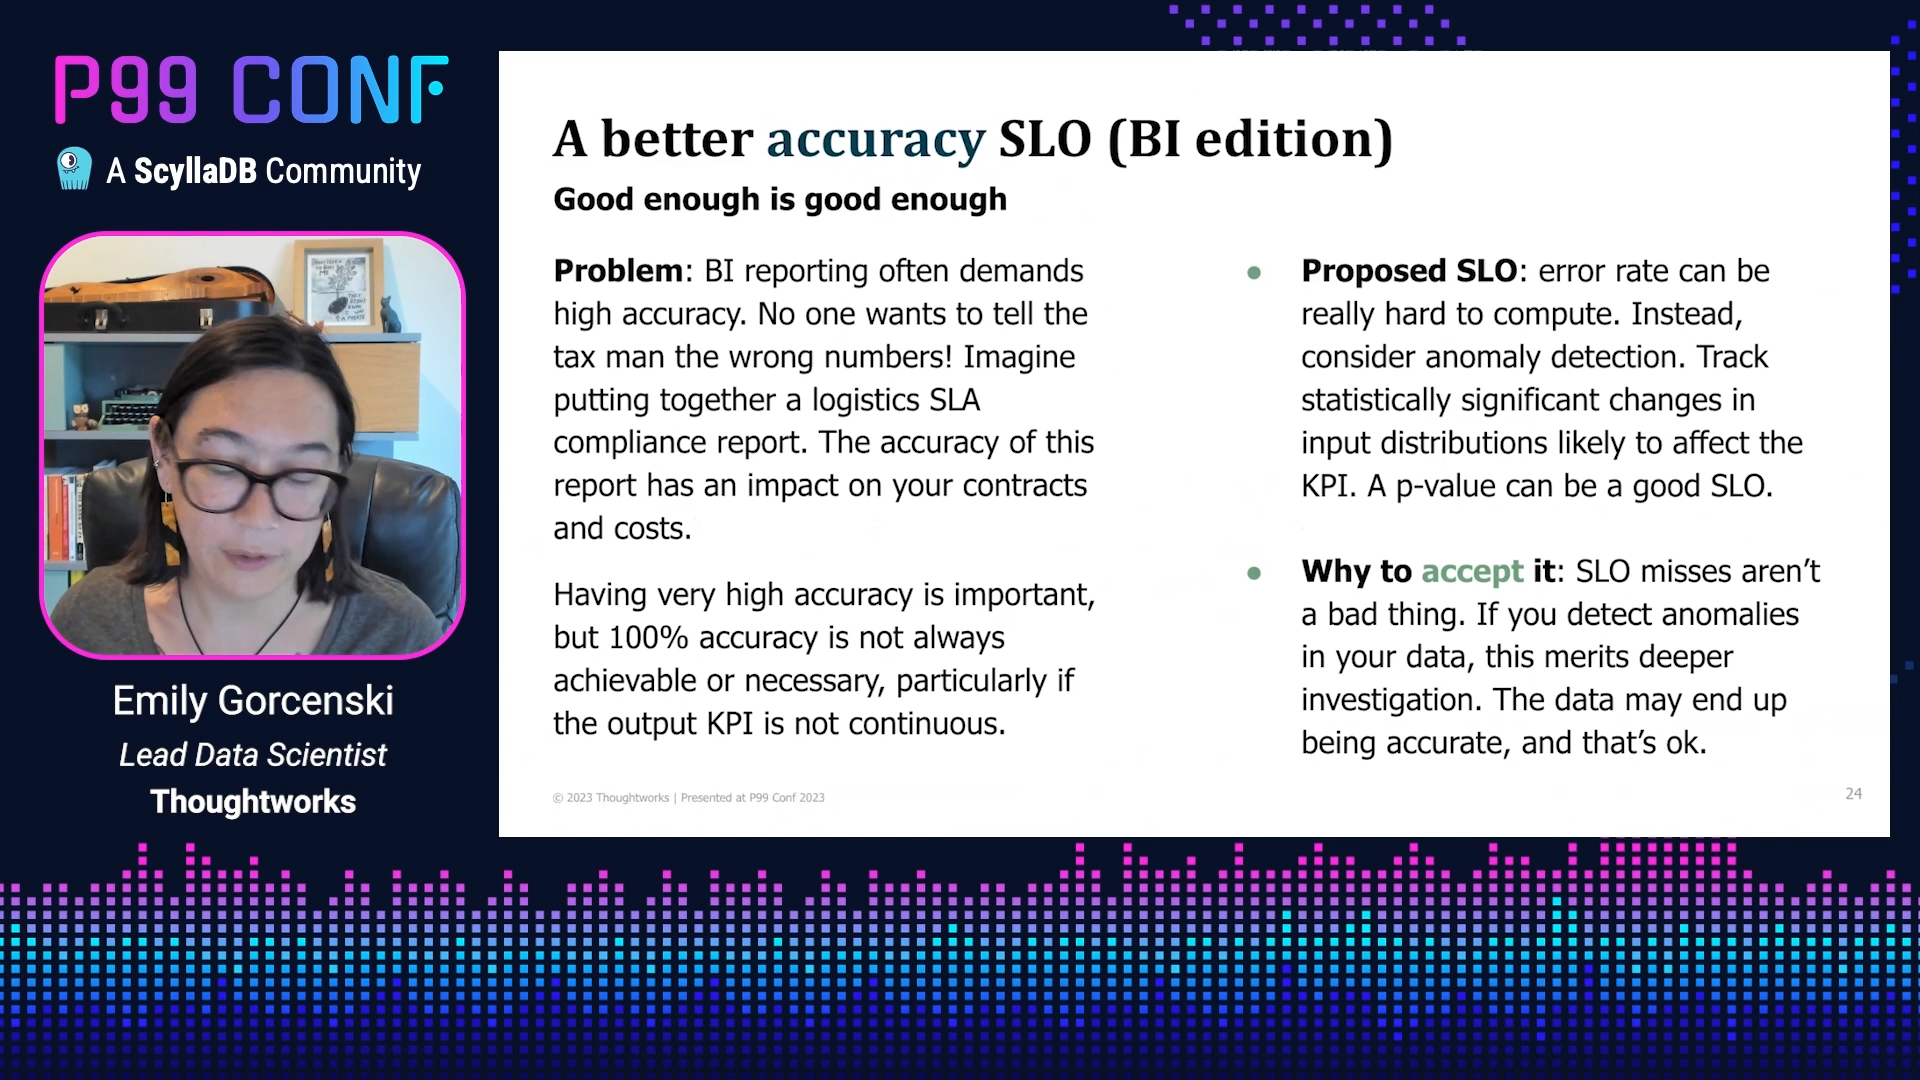 P99 CONF
A ScyllaDB Community
Emily Gorcenski
Lead Data Scientist
Thoughtworks
A better accuracy SLO (BI edition)
Good enough is good enough
Problem: BI reporting often demands
high accuracy. No one wants to tell the
tax man the wrong numbers! Imagine
putting together a logistics SLA
compliance report. The accuracy of this
report has an impact on your contracts
and costs.
Having very high accuracy is important,
but 100% accuracy is not always
achievable or necessary, particularly if
the output KPI is not continuous.
Proposed SLO: error rate can be
really hard to compute. Instead,
consider anomaly detection. Track
statistically significant changes in
input distributions likely to affect the
KPI. A p-value can be a good SLO.
Why to accept it: SLO misses aren’t
a bad thing. If you detect anomalies
in your data, this merits deeper
investigation. The data may end up
being accurate, and that’s ok.
© 2023 Thoughtworks | Presented at P99 Conf 2023
24